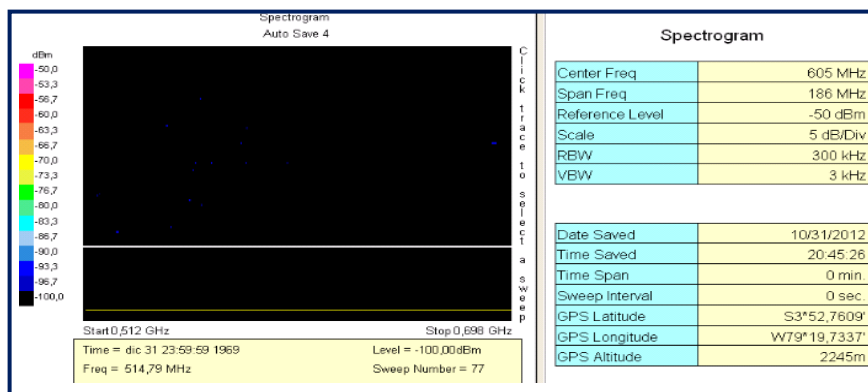 Spectrogram
Auto Save 4
dBm
-50,0
-53,3
-56,7
-60,0
-63,3
-66,7
-70,0
-73,3
-76,7
-80,0
-83,3
-86,7
-90,0
-93,3
-96,7
-100,0
Click trace to select a sweep
Start 0,512 GHz Stop 0,698 GHz
Time = dic 31 23:59:59 1969 Level = -100,00dBm
Freq = 514,79 MHz Sweep Number = 77
Spectrogram
Center Freq 605 MHz
Span Freq 186 MHz
Reference Level -50 dBm
Scale 5 dB/Div
RBW 300 kHz
VBW 3 kHz
Date Saved 10/31/2012
Time Saved 20:45:26
Time Span 0 min.
Sweep Interval 0 sec.
GPS Latitude S3°52,7609'
GPS Longitude W79°19,7337'
GPS Altitude 2245m